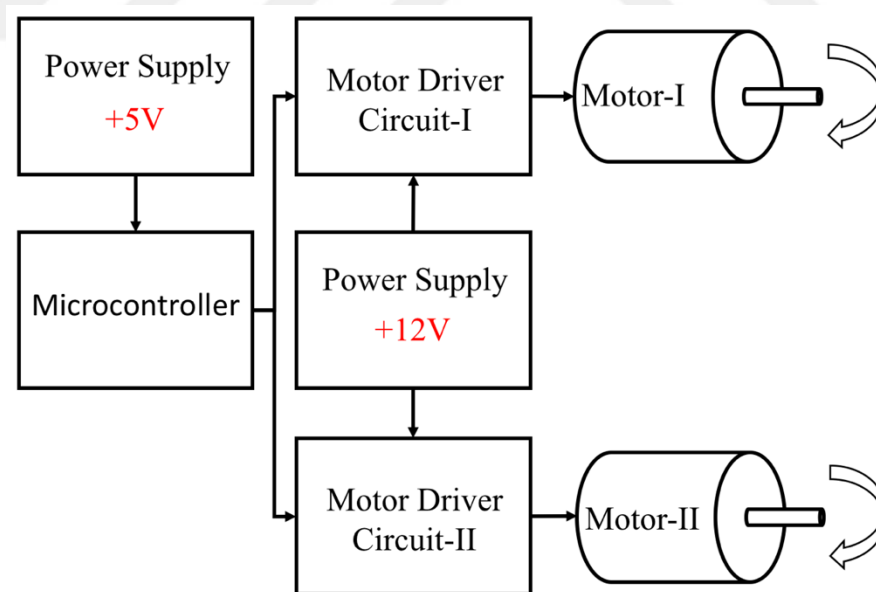 Power Supply
+5V
Motor Driver
Circuit-I
Motor-I
Microcontroller
Power Supply
+12V
Motor Driver
Circuit-II
Motor-II